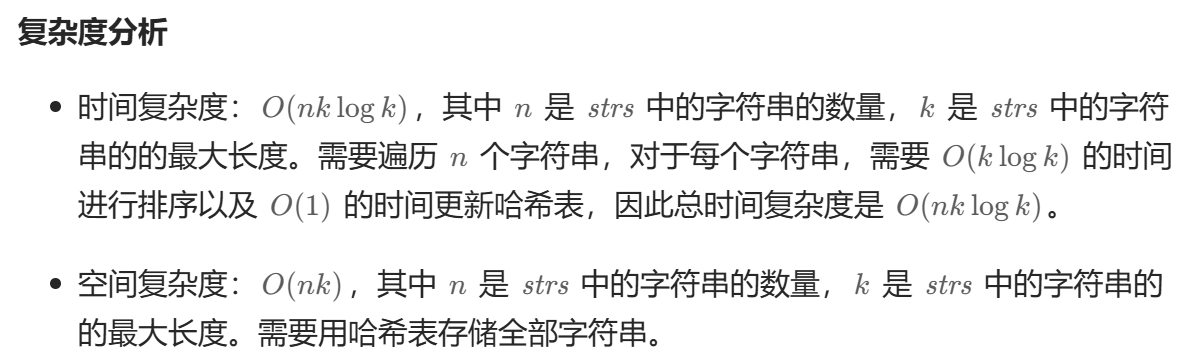 复杂度分析
• 时间复杂度：O(nk log k)，其中 n 是 strs 中的字符串的数量，k 是 strs 中的字符
串的的最大长度。需要遍历 n 个字符串，对于每个字符串，需要 O(k log k) 的时间
进行排序以及 O(1) 的时间更新哈希表，因此总时间复杂度是 O(nk log k)。
• 空间复杂度：O(nk)，其中 n 是 strs 中的字符串的数量，k 是 strs 中的字符串的
的最大长度。需要用哈希表存储全部字符串。